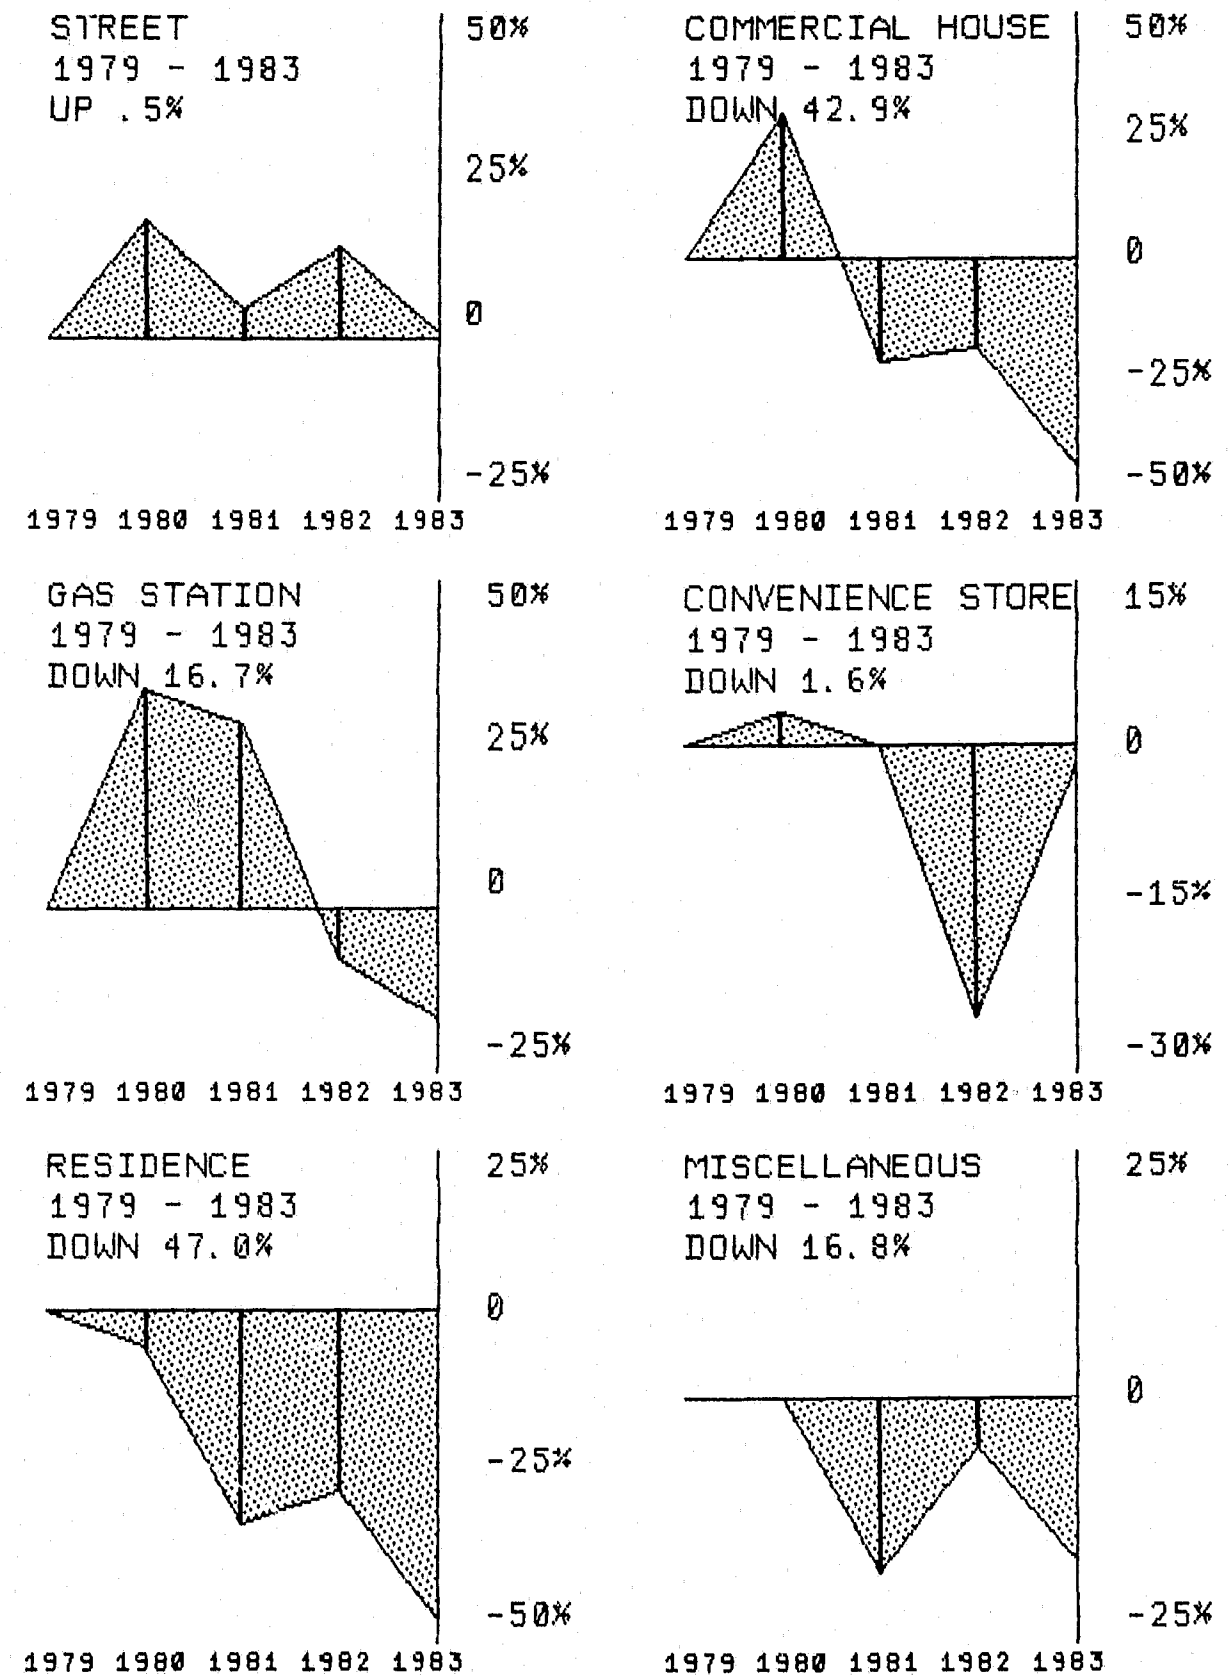 STREET
1979 - 1983
UP .5%
50%
25%
0
-25%
1979 1980 1981 1982 1983
COMMERCIAL HOUSE
1979 - 1983
DOWN 42.9%
50%
25%
0
-25%
-50%
1979 1980 1981 1982 1983
GAS STATION
1979 - 1983
DOWN 16.7%
50%
25%
0
-25%
1979 1980 1981 1982 1983
CONVENIENCE STORE
1979 - 1983
DOWN 1.6%
15%
0
-15%
-30%
1979 1980 1981 1982 1983
RESIDENCE
1979 - 1983
DOWN 47.0%
25%
0
-25%
-50%
1979 1980 1981 1982 1983
MISCELLANEOUS
1979 - 1983
DOWN 16.8%
25%
0
-25%
1979 1980 1981 1982 1983